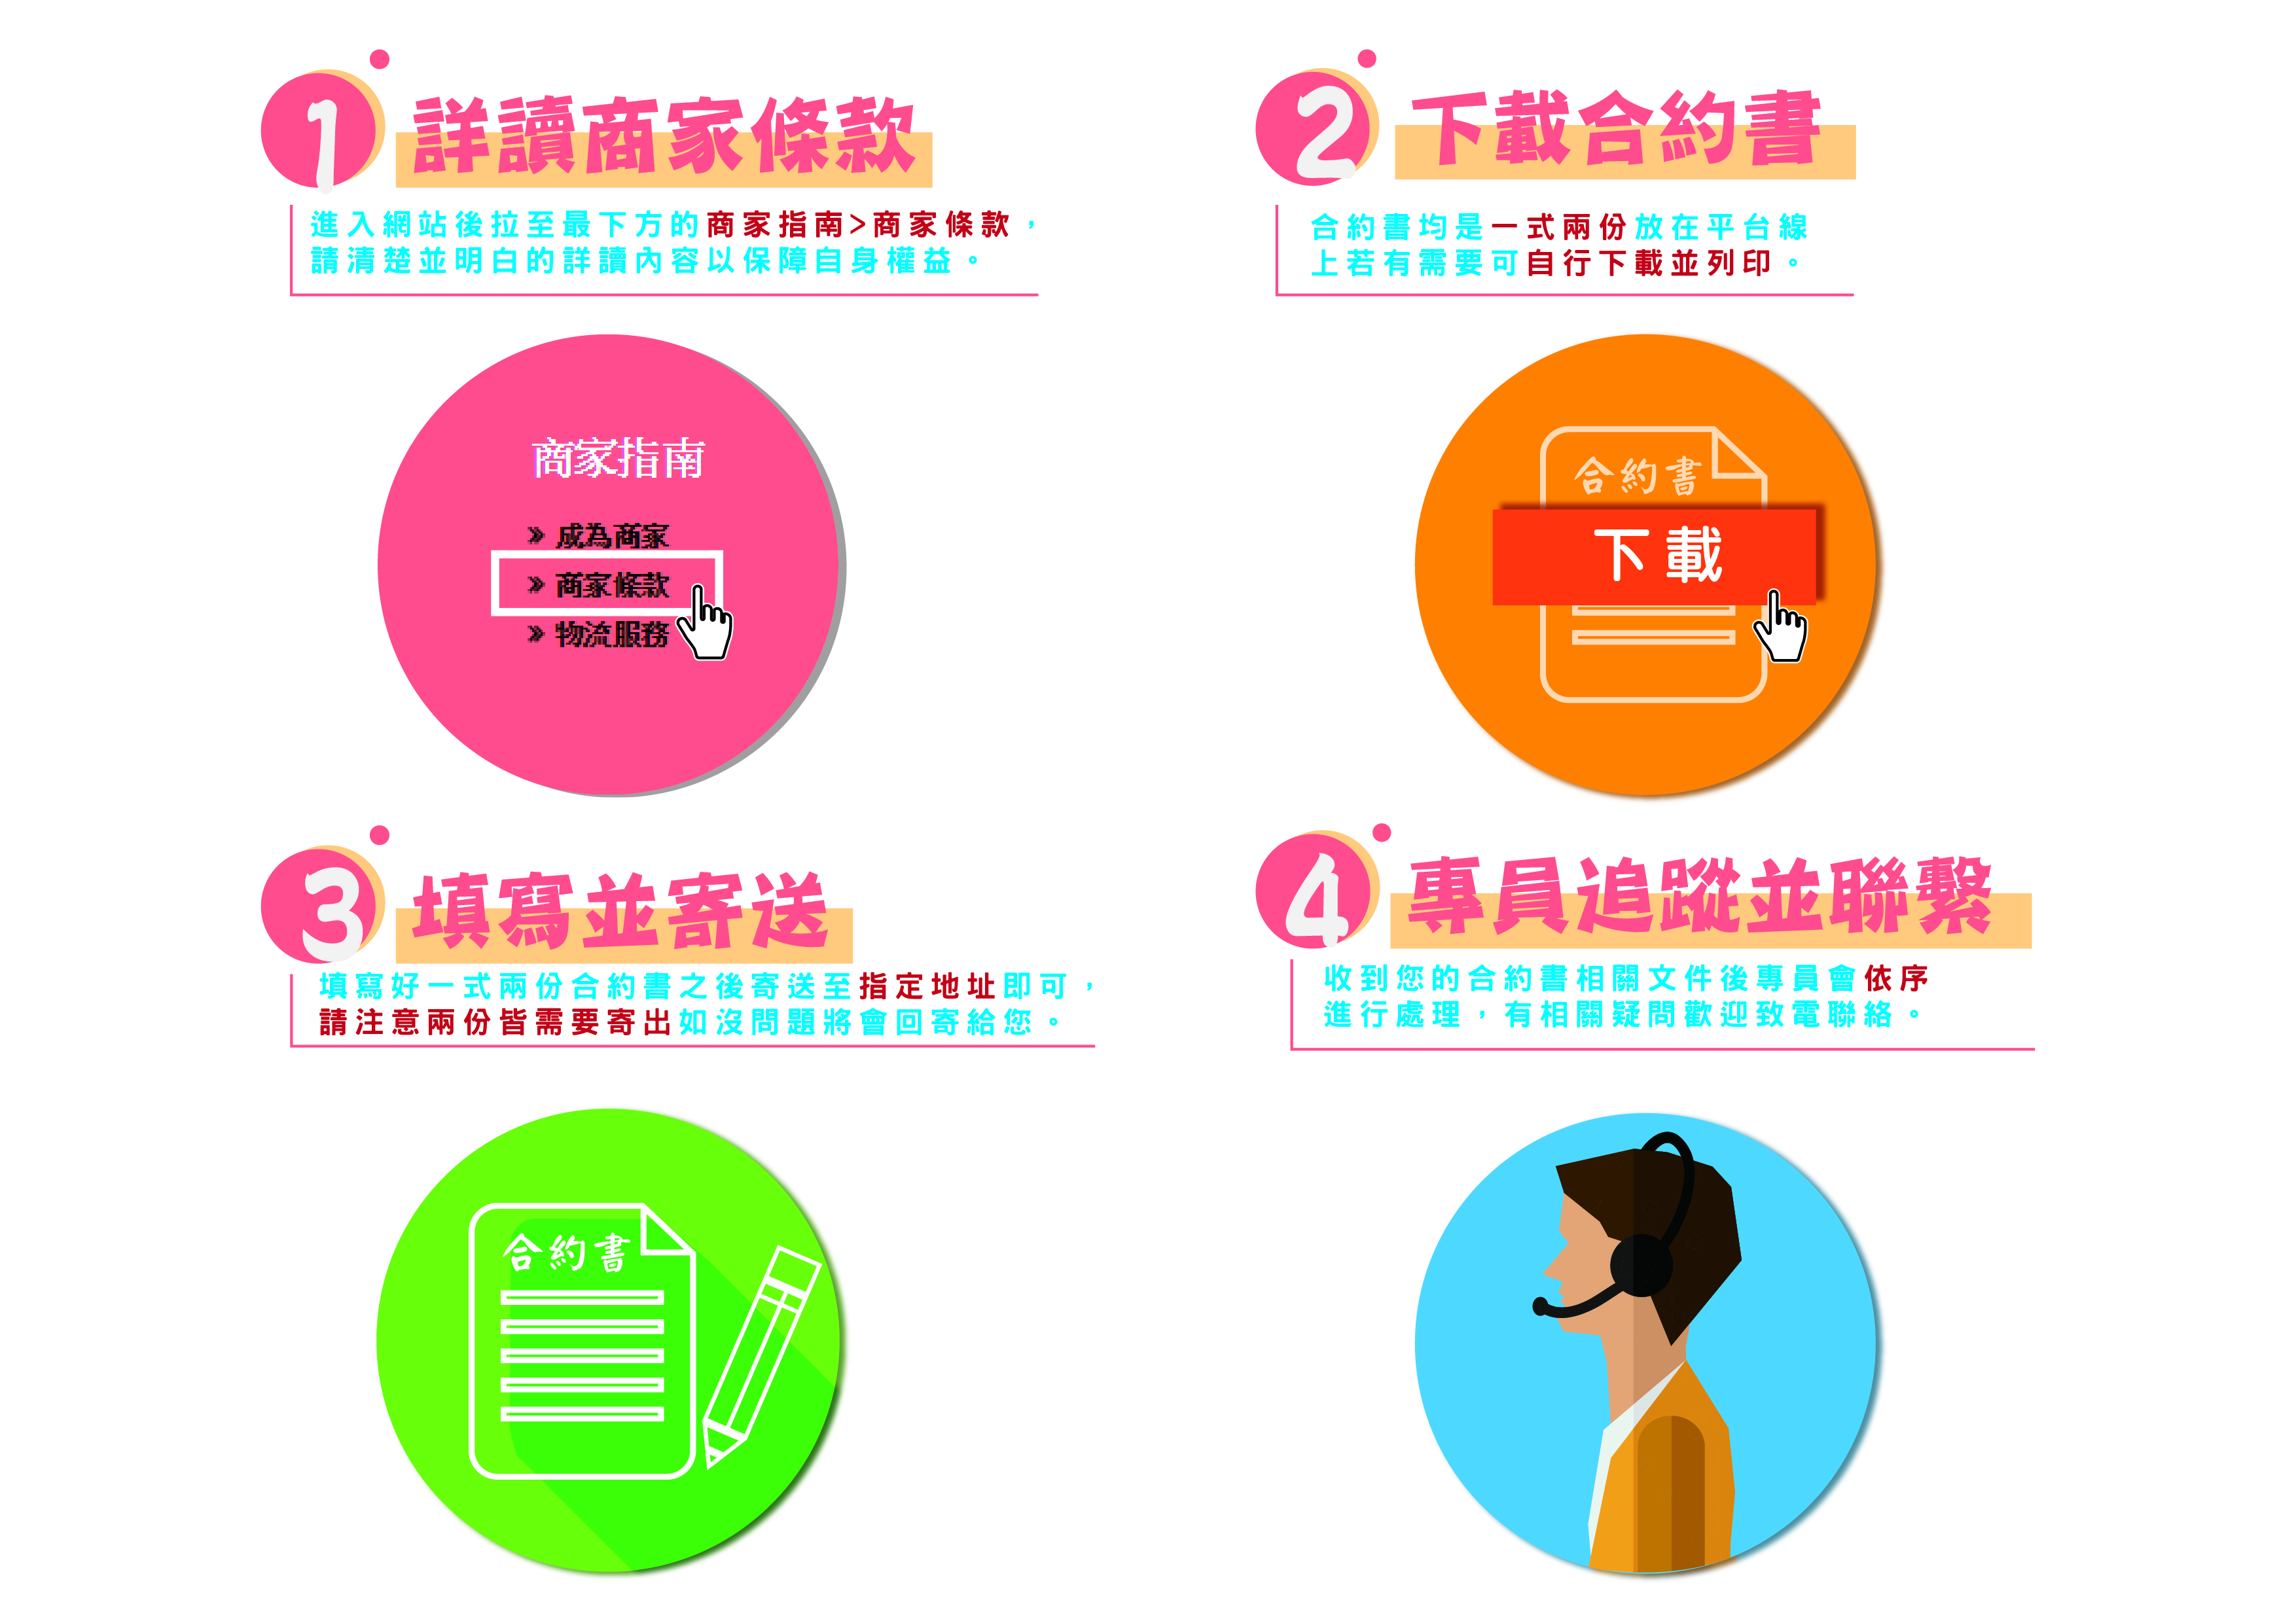 1 詳讀商家條款
進入網站後拉至最下方的商家指南>商家條款，
請清楚並明白的詳讀內容以保障自身權益。
商家指南
» 成為商家
» 商家條款
» 物流服務
2 下載合約書
合約書均是一式兩份放在平台線
上若有需要可自行下載並列印。
合約書
下載
3 填寫並寄送
填寫好一式兩份合約書之後寄送至指定地址即可，
請注意兩份皆需要寄出如沒問題將會回寄給您。
合約書
4 專員追蹤並聯繫
收到您的合約書相關文件後專員會依序
進行處理，有相關疑問歡迎致電聯絡。